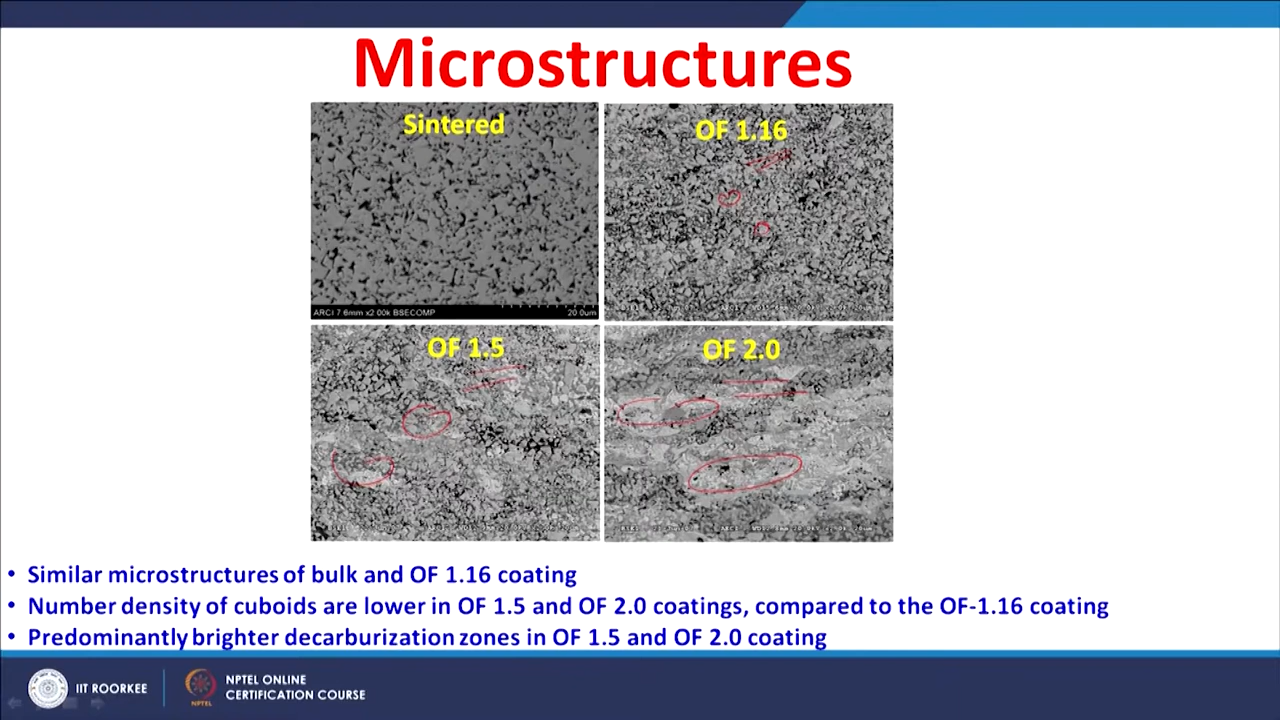 Microstructures
Sintered
OF 1.16
ARCI 7.6mm x2 00k BSECOMP 20 0um
OF 1.5
OF 2.0
• Similar microstructures of bulk and OF 1.16 coating
• Number density of cuboids are lower in OF 1.5 and OF 2.0 coatings, compared to the OF-1.16 coating
• Predominantly brighter decarburization zones in OF 1.5 and OF 2.0 coating
IIT ROORKEE
NPTEL
NPTEL ONLINE
CERTIFICATION COURSE